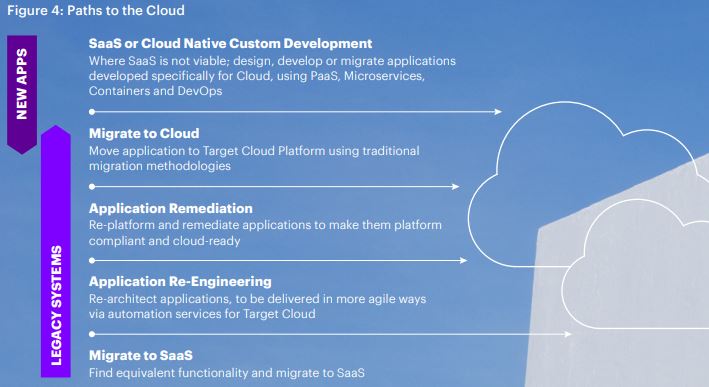 Figure 4: Paths to the Cloud
NEW APPS
SaaS or Cloud Native Custom Development
Where SaaS is not viable; design, develop or migrate applications
developed specifically for Cloud, using PaaS, Microservices,
Containers and DevOps
Migrate to Cloud
Move application to Target Cloud Platform using traditional
migration methodologies
Application Remediation
Re-platform and remediate applications to make them platform
compliant and cloud-ready
LEGACY SYSTEMS
Application Re-Engineering
Re-architect applications, to be delivered in more agile ways
via automation services for Target Cloud
Migrate to SaaS
Find equivalent functionality and migrate to SaaS